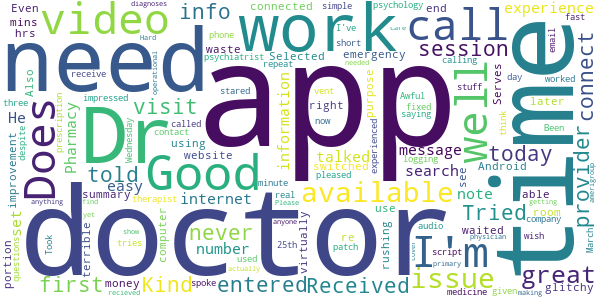 app
doctor
time
need
work
Dr
call
video
Good
well
Does
I'm
available
issue
great
Received
entered
Kind
first
never
today
session
visit
provider
connect
info
told
Tried
message
information
experience
Pharmacy
internet
number
talked
switched
search
note
easy
set
He
money
portion
improvement
terrible
computer
virtually
rushing
waited
room
glitchy
later
Android
Serves
Purpose
emergency
Selected
waste
website
using
summary
right
hrs
mins
Even
Also
impressed
prescription
Wednesday
despite
questions
Took
tries
show
find
yet
anything
therapist
contact
called
phone
receive
operational
Hard
diagnoses
psychiatrist
stared
simple
short
I've
connected
psychology
end
repeat
calling
stuff
fast
email
day
worked
Been
think
see
able
company
wish
script
medicine
given
making
physician
primary
getting
March
amerigroup
Awful
fixed
saying
logging
experienced
now
vent
needed
minute
real
Please
anyone
25th
spoke
used
actually
recieved
re
patch
audio
use
cover